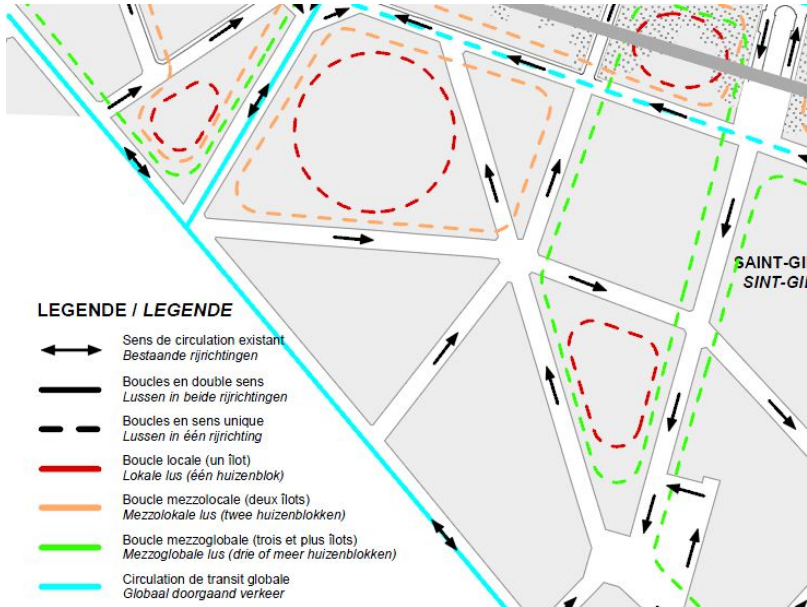 SAINT-GI
SINT-GI
LEGENDE / LEGENDE
Sens de circulation existant
Bestaande rijrichtingen
Boucles en double sens
Lussen in beide rijrichtingen
Boucles en sens unique
Lussen in één rijrichting
Boucle locale (un îlot)
Lokale lus (één huizenblok)
Boucle mezzolocale (deux îlots)
Mezzolokale lus (twee huizenblokken)
Boucle mezzoglobale (trois et plus îlots)
Mezzoglobale lus (drie of meer huizenblokken)
Circulation de transit globale
Globaal doorgaand verkeer